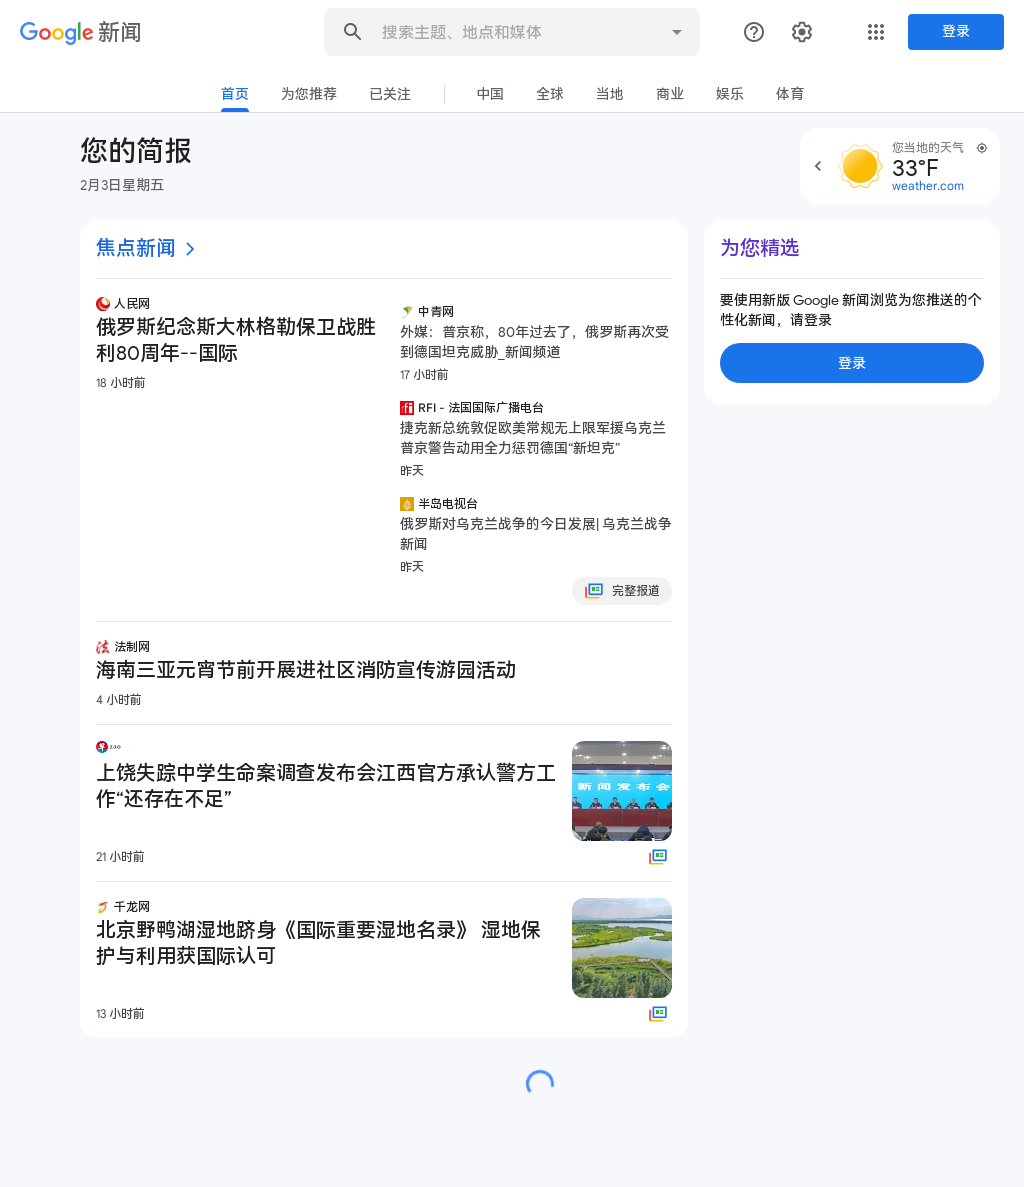 Google 新闻
搜索主题、地点和媒体
登录
首页
为您推荐
已关注
中国
全球
当地
商业
娱乐
体育
您的简报
2月3日星期五
您当地的天气
33°F
weather.com
焦点新闻
为您精选
要使用新版 Google 新闻浏览为您推送的个
性化新闻，请登录
登录
人民网
俄罗斯纪念斯大林格勒保卫战胜
利80周年--国际
18 小时前
中青网
外媒：普京称，80年过去了，俄罗斯再次受
到德国坦克威胁_新闻频道
17 小时前
RFI - 法国国际广播电台
捷克新总统敦促欧美常规无上限军援乌克兰
普京警告动用全力惩罚德国“新坦克”
昨天
半岛电视台
俄罗斯对乌克兰战争的今日发展| 乌克兰战争
新闻
昨天
完整报道
法制网
海南三亚元宵节前开展进社区消防宣传游园活动
4 小时前
上饶失踪中学生命案调查发布会江西官方承认警方工
作“还存在不足”
新闻发布会
21 小时前
千龙网
北京野鸭湖湿地跻身《国际重要湿地名录》 湿地保
护与利用获国际认可
13 小时前